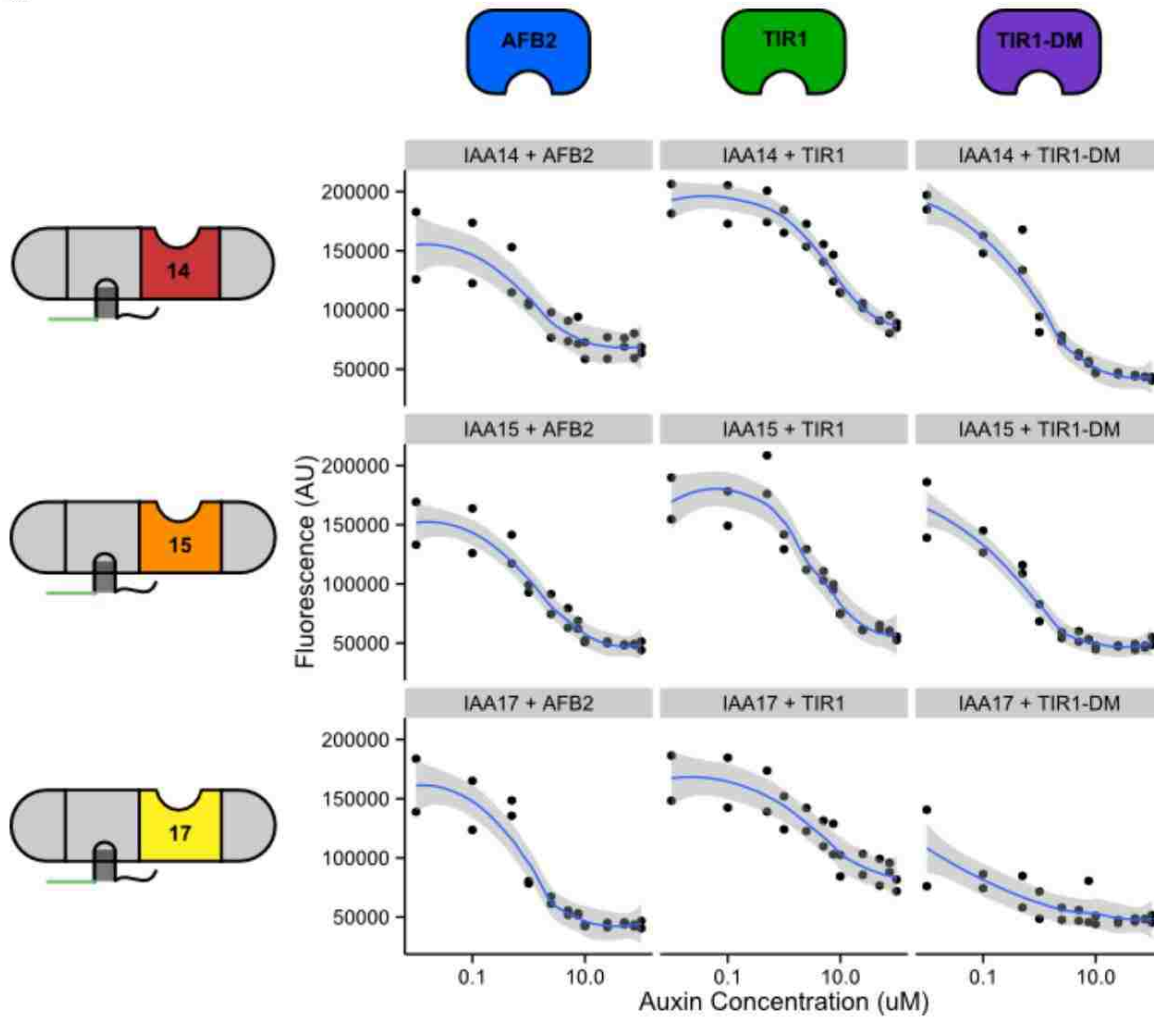 AFB2 TIR1 TIR1-DM
IAA14 + AFB2 IAA14 + TIR1 IAA14 + TIR1-DM
200000
150000
100000
50000
14
IAA15 + AFB2 IAA15 + TIR1 IAA15 + TIR1-DM
200000
150000
100000
50000
15
Fluorescence (AU)
IAA17 + AFB2 IAA17 + TIR1 IAA17 + TIR1-DM
200000
150000
100000
50000
17
0.1 10.0 0.1 10.0 0.1 10.0
Auxin Concentration (uM)